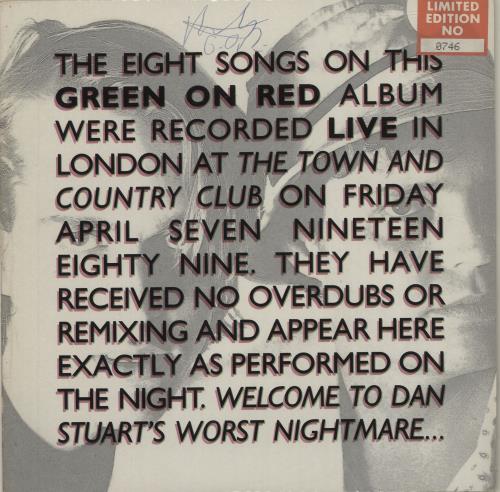 LIMITED
EDITION
NO
0746
THE EIGHT SONGS ON THIS
GREEN ON RED ALBUM
WERE RECORDED LIVE IN
LONDON AT THE TOWN AND
COUNTRY CLUB ON FRIDAY
APRIL SEVEN NINETEEN
EIGHTY NINE. THEY HAVE
RECEIVED NO OVERDUBS OR
REMIXING AND APPEAR HERE
EXACTLY AS PERFORMED ON
THE NIGHT. WELCOME TO DAN
STUART'S WORST NIGHTMARE...